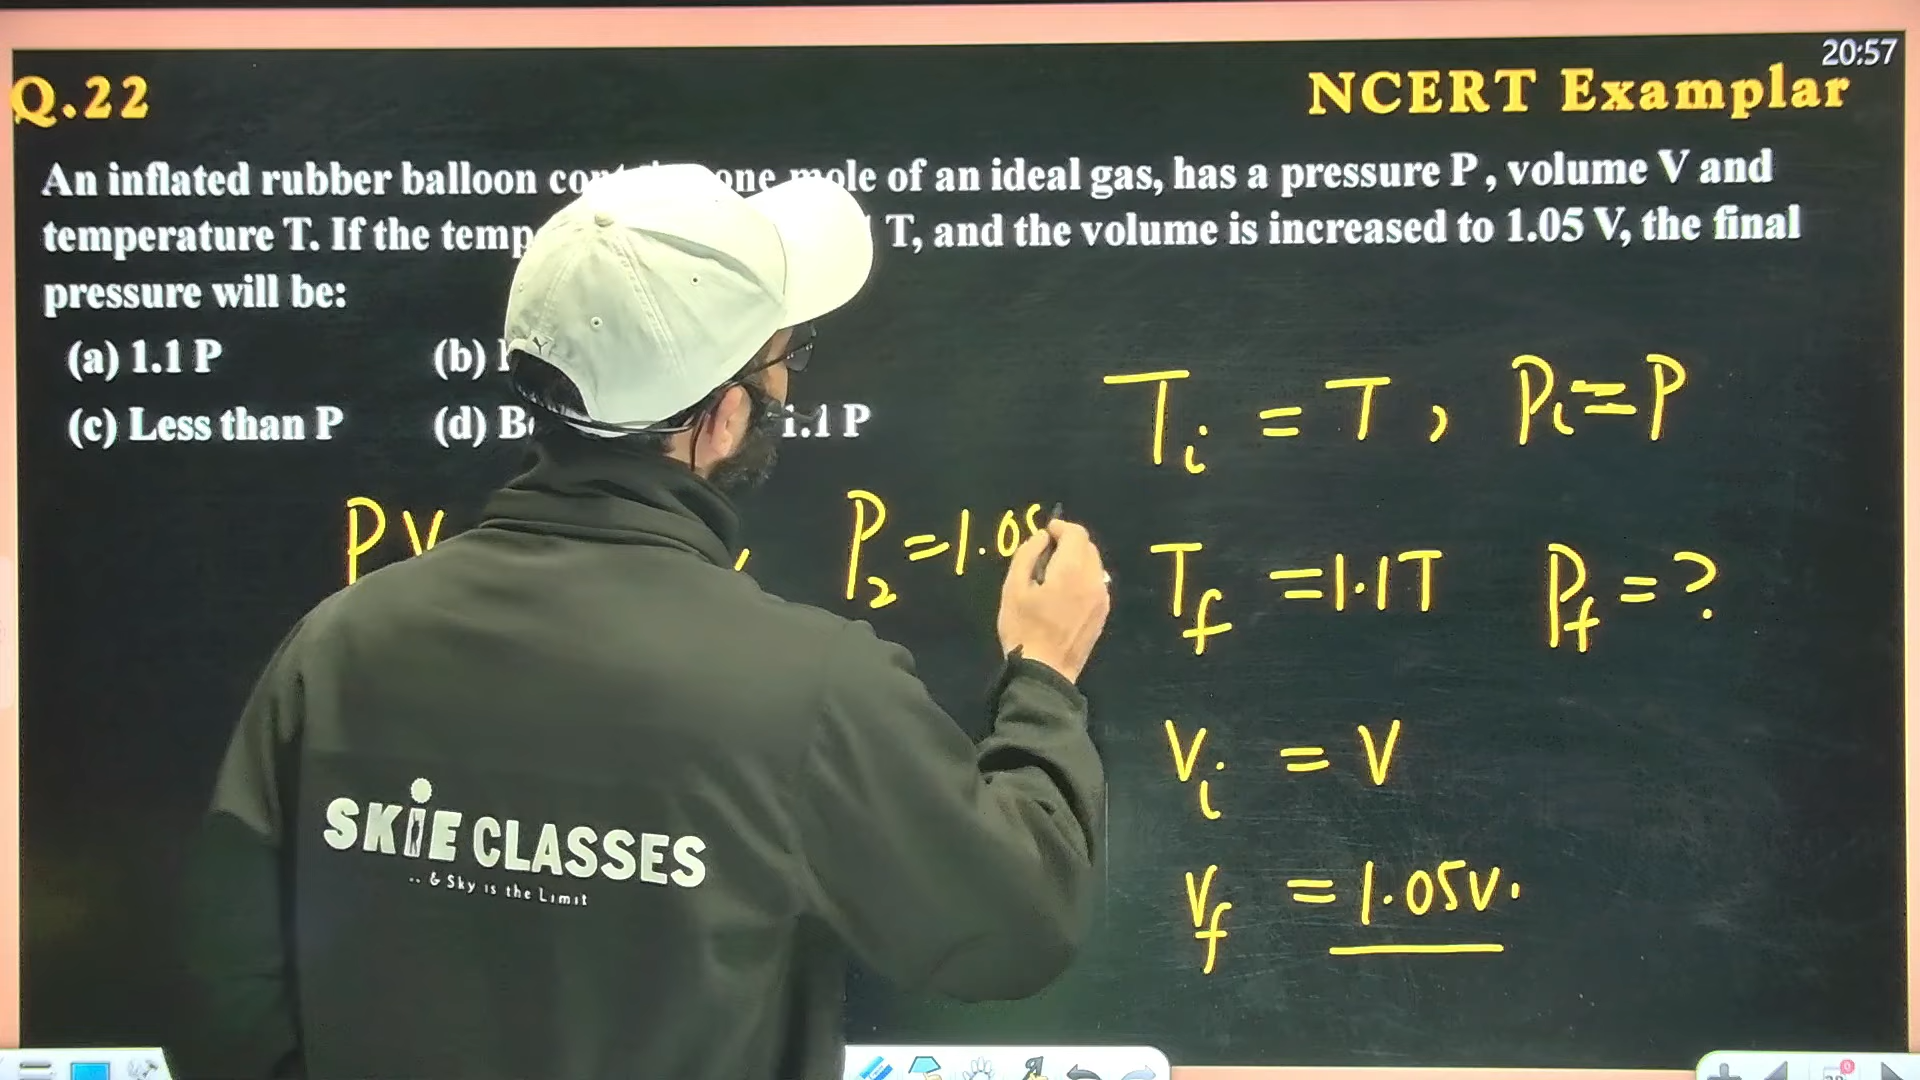 20:57
Q.22 NCERT Examplar
An inflated rubber balloon one mole of an ideal gas, has a pressure P , volume V and
temperature T. If the T, and the volume is increased to 1.05 V, the final
pressure will be:
(a) 1.1 P (b)
(c) Less than P (d) 1.1 P
Ti = T , Pi = P
PV P2 = 1.05
Tf = 1.1T Pf = ?
Vi = V
Vf = 1.05V.
SKiE CLASSES
.. & Sky is the Limit